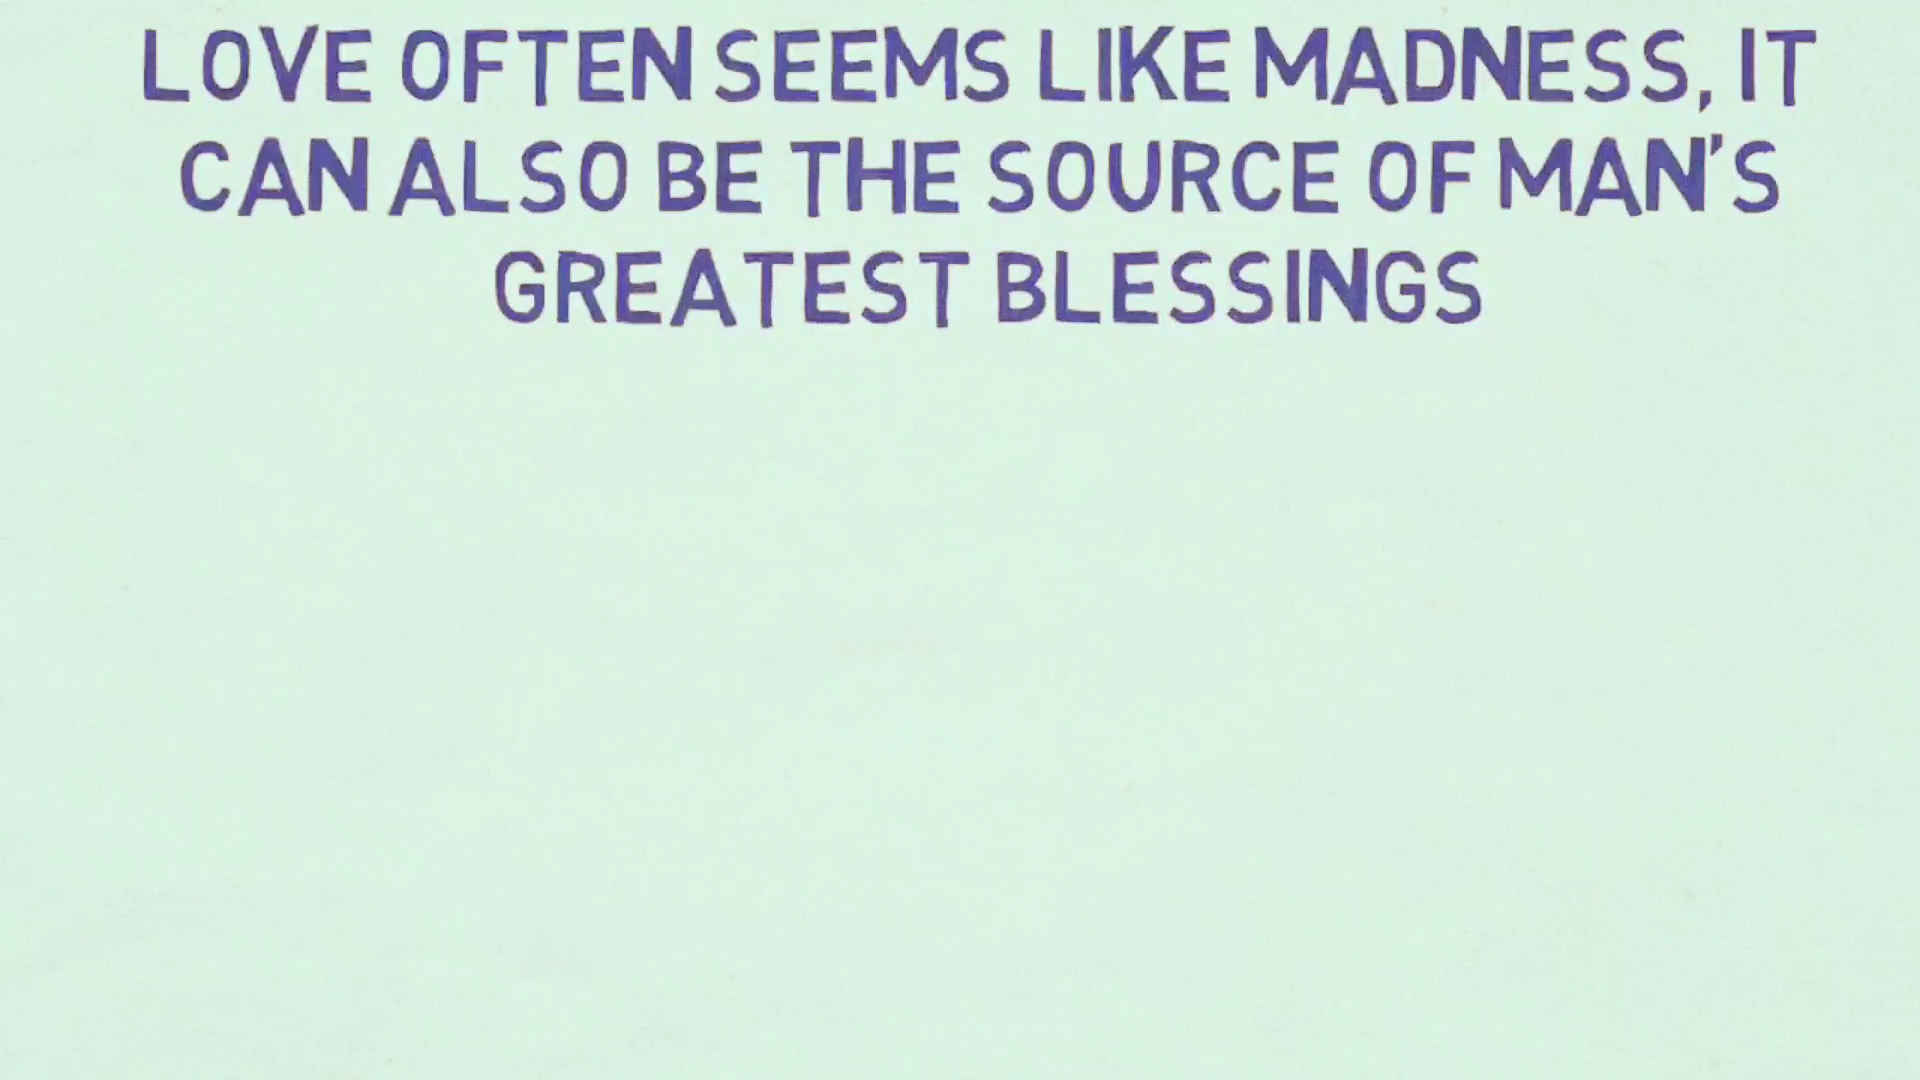 LOVE OFTEN SEEMS LIKE MADNESS, IT
CAN ALSO BE THE SOURCE OF MAN'S
GREATEST BLESSINGS